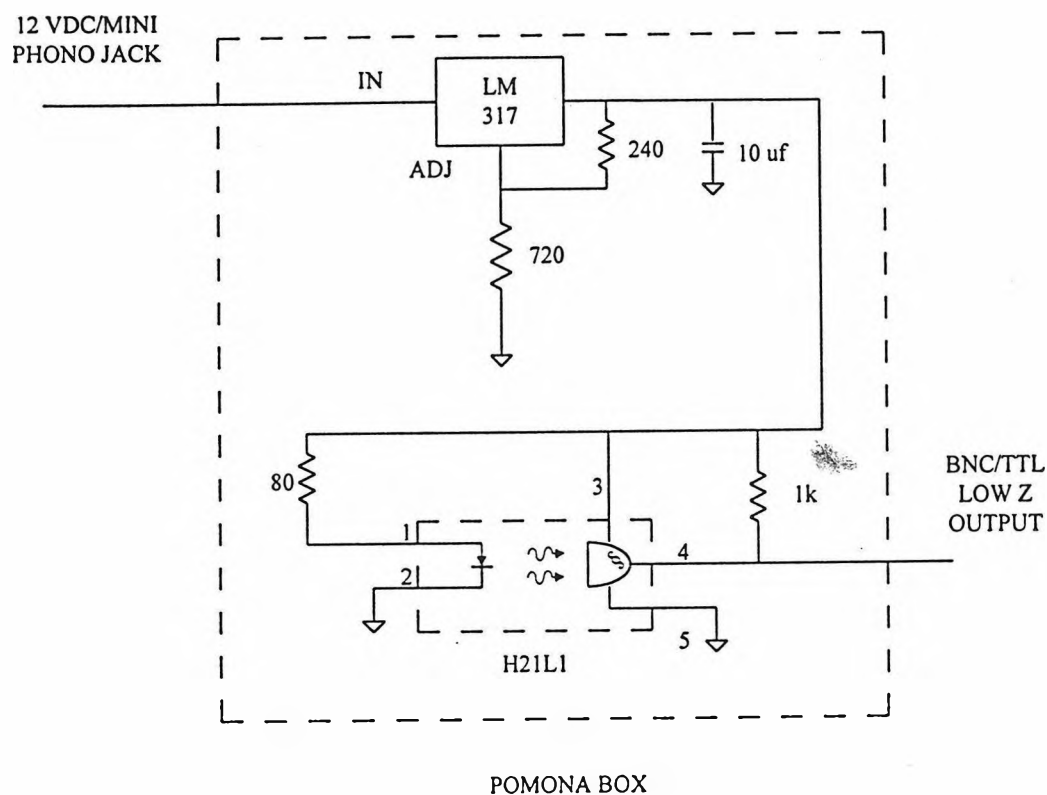 12 VDC/MINI
PHONO JACK
IN
LM
317
ADJ
240
10 uf
720
80
3
1k
BNC/TTL
LOW Z
OUTPUT
1
4
2
5
H21L1
POMONA BOX